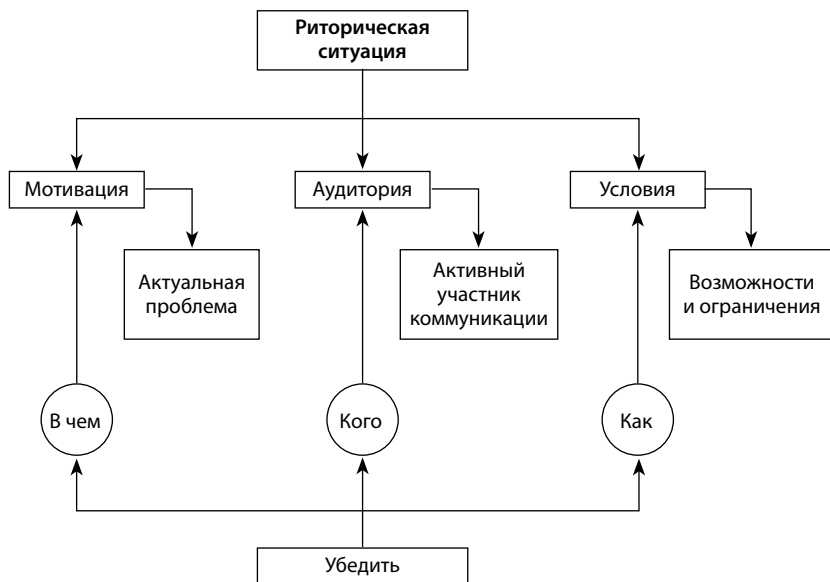 Риторическая
ситуация
Мотивация
Аудитория
Условия
Актуальная
проблема
Активный
участник
коммуникации
Возможности
и ограничения
В чем
Кого
Как
Убедить